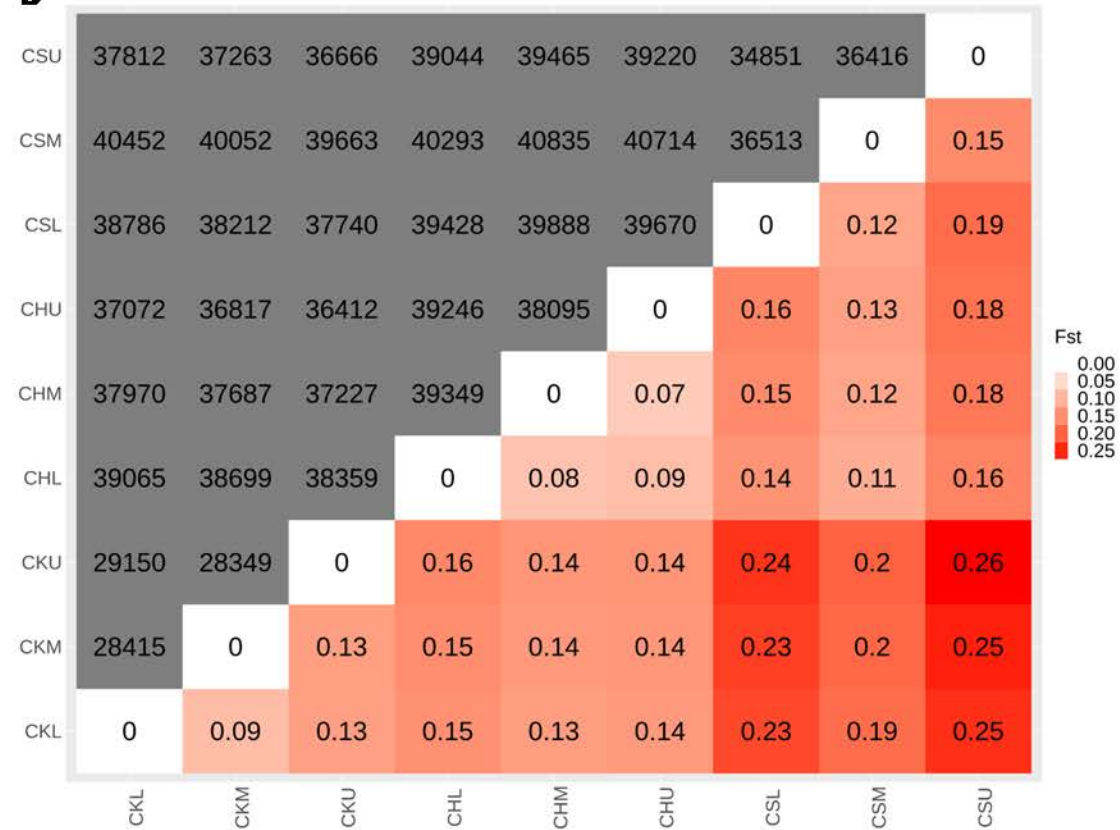 CSU 37812 37263 36666 39044 39465 39220 34851 36416 0
CSM 40452 40052 39663 40293 40835 40714 36513 0 0.15
CSL 38786 38212 37740 39428 39888 39670 0 0.12 0.19
CHU 37072 36817 36412 39246 38095 0 0.16 0.13 0.18
CHM 37970 37687 37227 39349 0 0.07 0.15 0.12 0.18
CHL 39065 38699 38359 0 0.08 0.09 0.14 0.11 0.16
CKU 29150 28349 0 0.16 0.14 0.14 0.24 0.2 0.26
CKM 28415 0 0.13 0.15 0.14 0.14 0.23 0.2 0.25
CKL 0 0.09 0.13 0.15 0.13 0.14 0.23 0.19 0.25
CKL CKM CKU CHL CHM CHU CSL CSM CSU
Fst
0.00
0.05
0.10
0.15
0.20
0.25